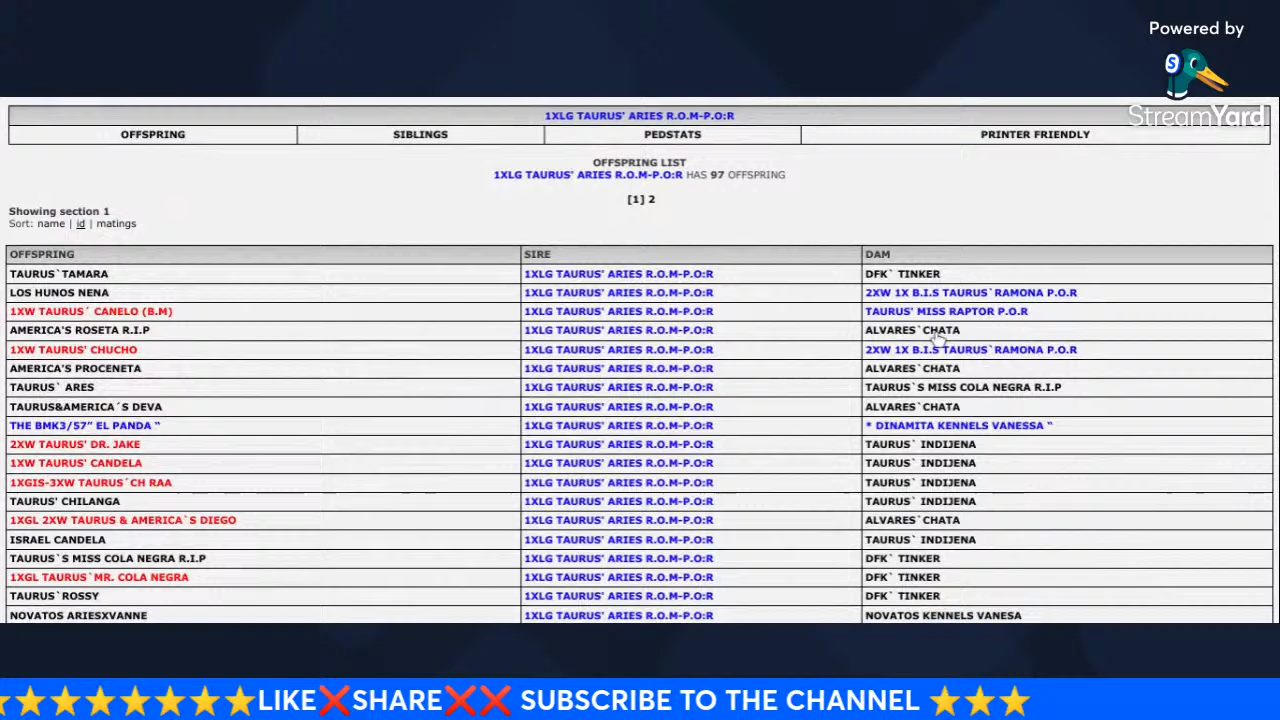 Powered by
StreamYard
1XLG TAURUS' ARIES R.O.M-P.O:R
OFFSPRING SIBLINGS PEDSTATS PRINTER FRIENDLY
OFFSPRING LIST
1XLG TAURUS' ARIES R.O.M-P.O:R HAS 97 OFFSPRING
[1] 2
Showing section 1
Sort: name | id | matings
OFFSPRING SIRE DAM
TAURUS`TAMARA 1XLG TAURUS' ARIES R.O.M-P.O:R DFK` TINKER
LOS HUNOS NENA 1XLG TAURUS' ARIES R.O.M-P.O:R 2XW 1X B.I.S TAURUS`RAMONA P.O.R
1XW TAURUS´ CANELO (B.M) 1XLG TAURUS' ARIES R.O.M-P.O:R TAURUS' MISS RAPTOR P.O.R
AMERICA'S ROSETA R.I.P 1XLG TAURUS' ARIES R.O.M-P.O:R ALVARES`CHATA
1XW TAURUS' CHUCHO 1XLG TAURUS' ARIES R.O.M-P.O:R 2XW 1X B.I.S TAURUS`RAMONA P.O.R
AMERICA'S PROCENETA 1XLG TAURUS' ARIES R.O.M-P.O:R ALVARES`CHATA
TAURUS` ARES 1XLG TAURUS' ARIES R.O.M-P.O:R TAURUS`S MISS COLA NEGRA R.I.P
TAURUS&AMERICA´S DEVA 1XLG TAURUS' ARIES R.O.M-P.O:R ALVARES`CHATA
THE BMK3/57" EL PANDA “ 1XLG TAURUS' ARIES R.O.M-P.O:R * DINAMITA KENNELS VANESSA “
2XW TAURUS' DR. JAKE 1XLG TAURUS' ARIES R.O.M-P.O:R TAURUS` INDIJENA
1XW TAURUS' CANDELA 1XLG TAURUS' ARIES R.O.M-P.O:R TAURUS` INDIJENA
1XGIS-3XW TAURUS´CH RAA 1XLG TAURUS' ARIES R.O.M-P.O:R TAURUS` INDIJENA
TAURUS' CHILANGA 1XLG TAURUS' ARIES R.O.M-P.O:R TAURUS` INDIJENA
1XGL 2XW TAURUS & AMERICA`S DIEGO 1XLG TAURUS' ARIES R.O.M-P.O:R ALVARES`CHATA
ISRAEL CANDELA 1XLG TAURUS' ARIES R.O.M-P.O:R TAURUS` INDIJENA
TAURUS`S MISS COLA NEGRA R.I.P 1XLG TAURUS' ARIES R.O.M-P.O:R DFK` TINKER
1XGL TAURUS`MR. COLA NEGRA 1XLG TAURUS' ARIES R.O.M-P.O:R DFK` TINKER
TAURUS`ROSSY 1XLG TAURUS' ARIES R.O.M-P.O:R DFK` TINKER
NOVATOS ARIESXVANNE 1XLG TAURUS' ARIES R.O.M-P.O:R NOVATOS KENNELS VANESA
⭐⭐⭐⭐⭐⭐⭐LIKE❌SHARE❌❌ SUBSCRIBE TO THE CHANNEL ⭐⭐⭐